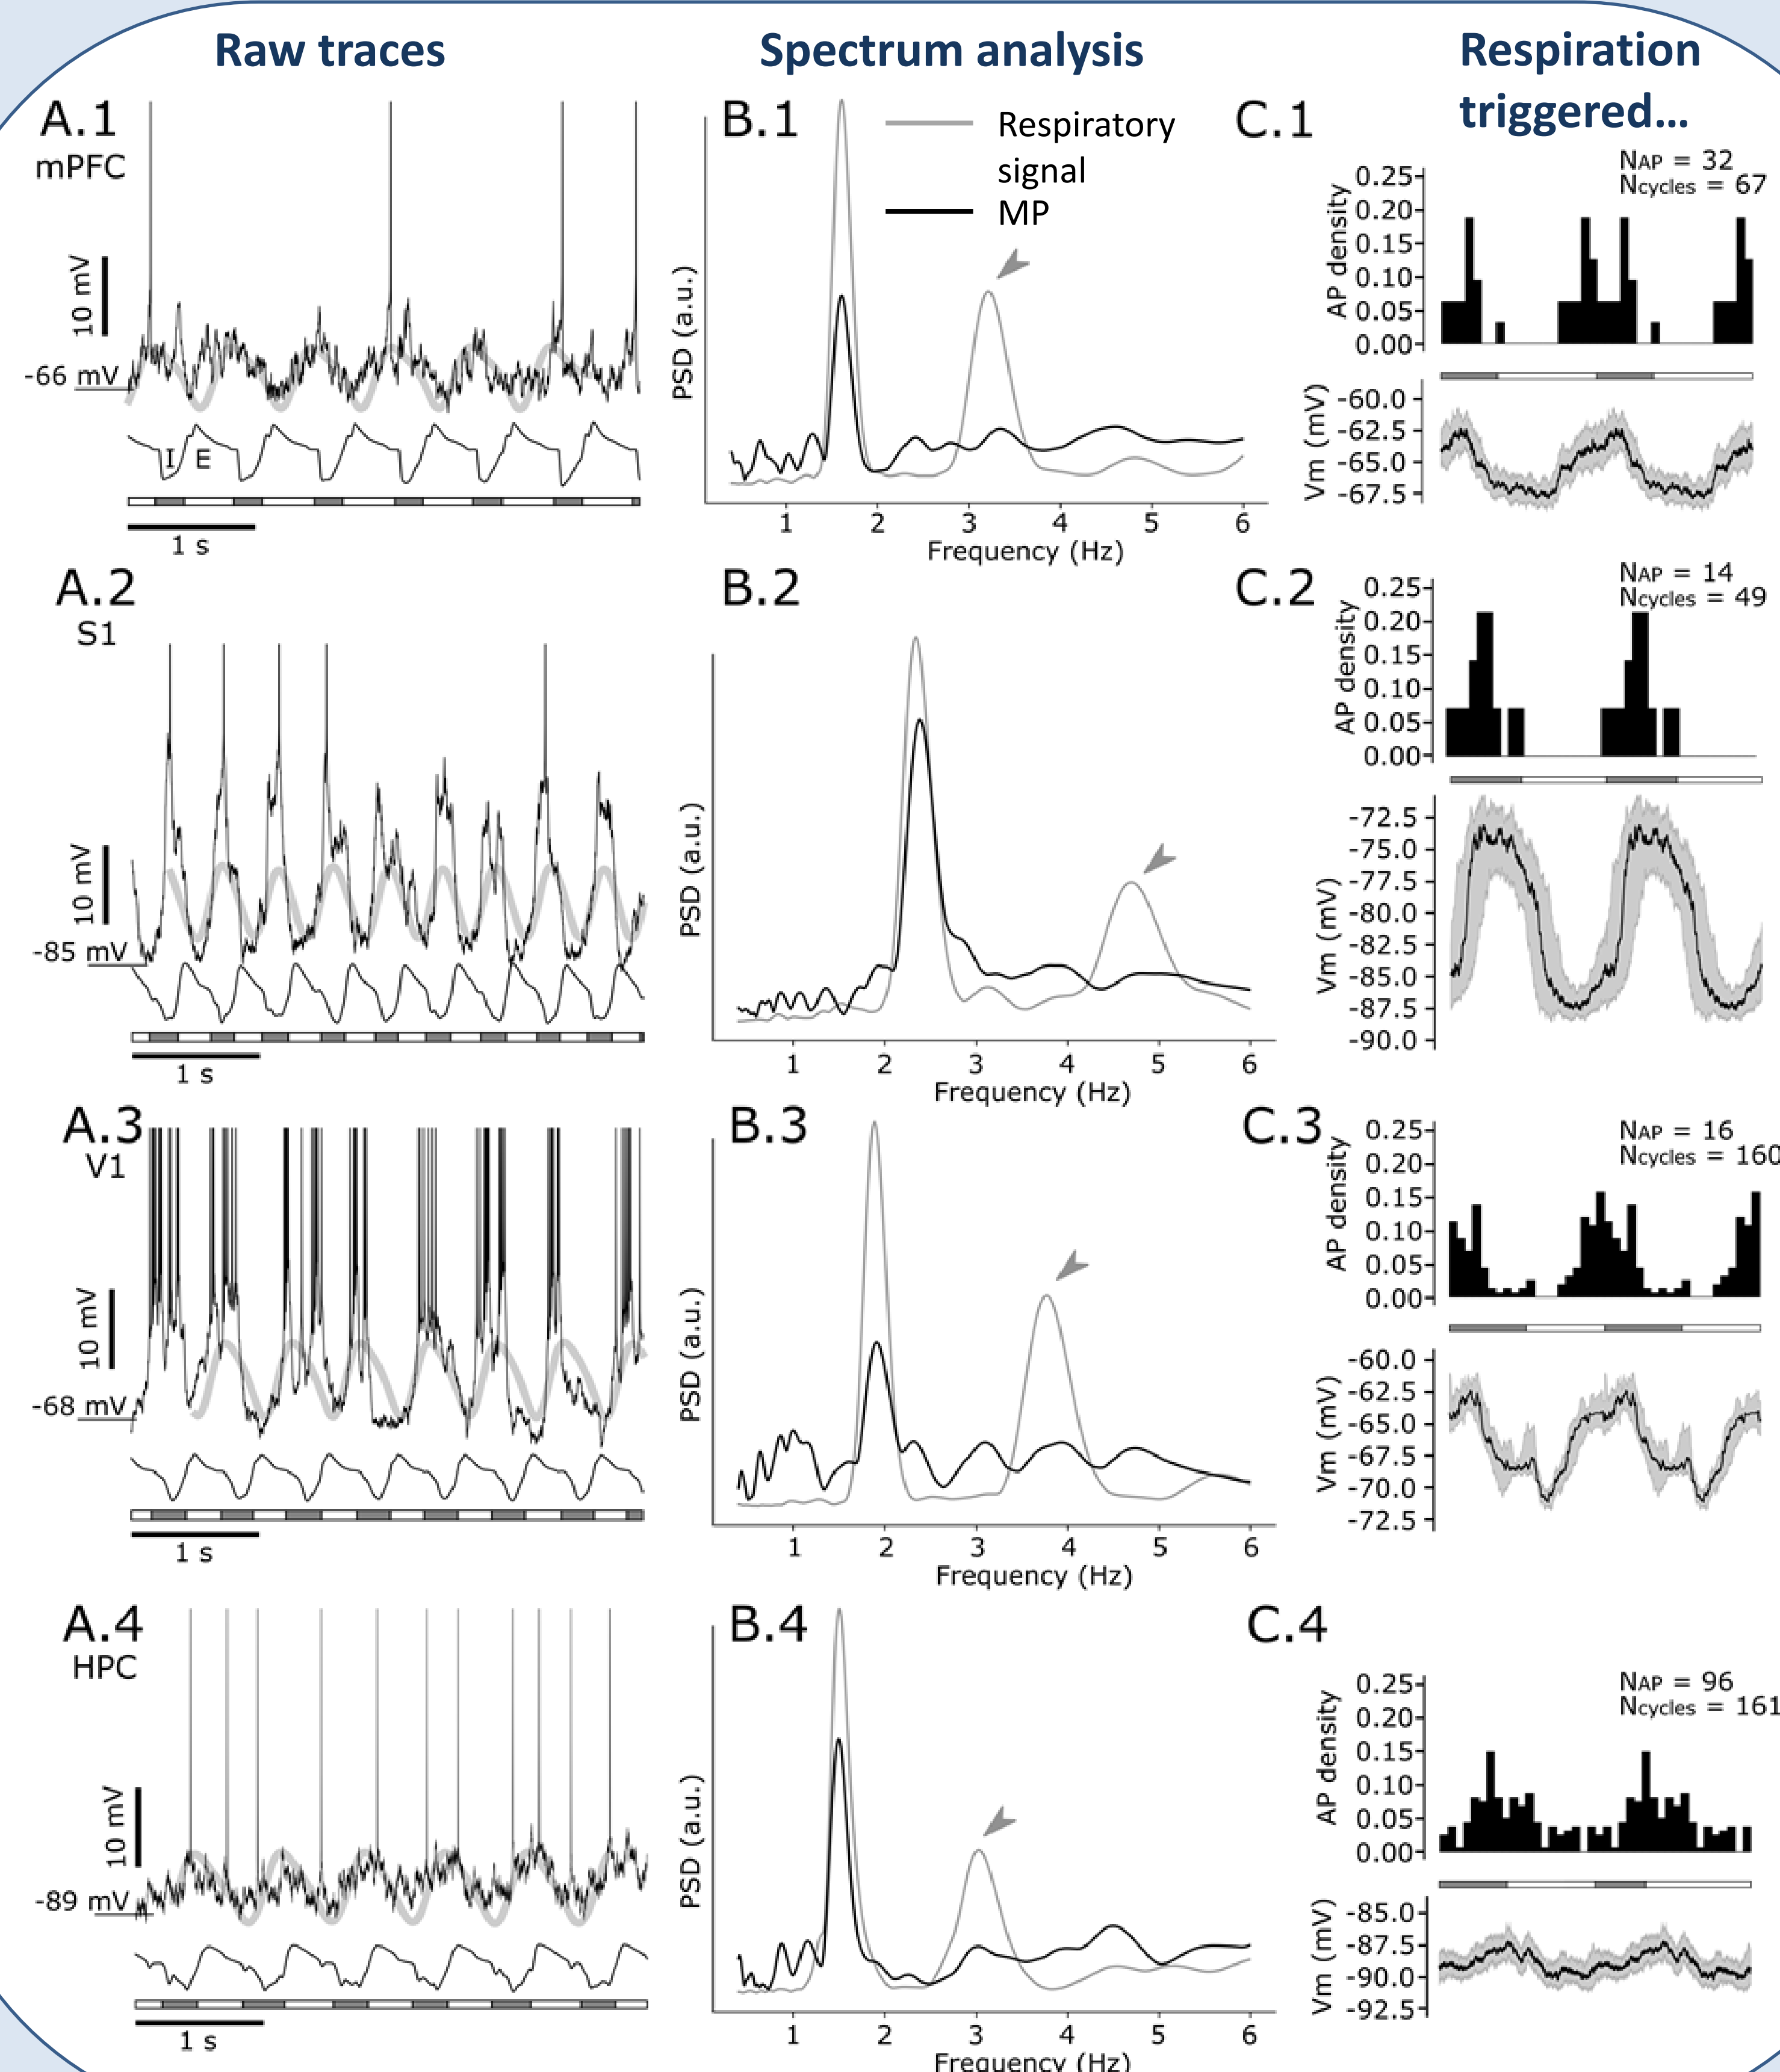 Raw traces
Spectrum analysis
Respiration
triggered...
A.1
mPFC
10 mV
-66 mV
I E
1 s
B.1
Respiratory
signal
MP
PSD (a.u.)
1 2 3 4 5 6
Frequency (Hz)
C.1
NAP = 32
Ncycles = 67
AP density
0.25
0.20
0.15
0.10
0.05
0.00
Vm (mV)
-60.0
-62.5
-65.0
-67.5
A.2
S1
10 mV
-85 mV
1 s
B.2
PSD (a.u.)
1 2 3 4 5 6
Frequency (Hz)
C.2
NAP = 14
Ncycles = 49
AP density
0.25
0.20
0.15
0.10
0.05
0.00
Vm (mV)
-72.5
-75.0
-77.5
-80.0
-82.5
-85.0
-87.5
-90.0
A.3
V1
10 mV
-68 mV
1 s
B.3
PSD (a.u.)
1 2 3 4 5 6
Frequency (Hz)
C.3
NAP = 16
Ncycles = 160
AP density
0.25
0.20
0.15
0.10
0.05
0.00
Vm (mV)
-60.0
-62.5
-65.0
-67.5
-70.0
-72.5
A.4
HPC
10 mV
-89 mV
1 s
B.4
PSD (a.u.)
1 2 3 4 5 6
Frequency (Hz)
C.4
NAP = 96
Ncycles = 161
AP density
0.25
0.20
0.15
0.10
0.05
0.00
Vm (mV)
-85.0
-87.5
-90.0
-92.5